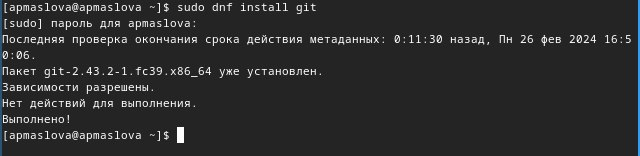 [apmaslova@apmaslova ~]$ sudo dnf install git
[sudo] пароль для apmaslova:
Последняя проверка окончания срока действия метаданных: 0:11:30 назад, Пн 26 фев 2024 16:5
0:06.
Пакет git-2.43.2-1.fc39.x86_64 уже установлен.
Зависимости разрешены.
Нет действий для выполнения.
Выполнено!
[apmaslova@apmaslova ~]$